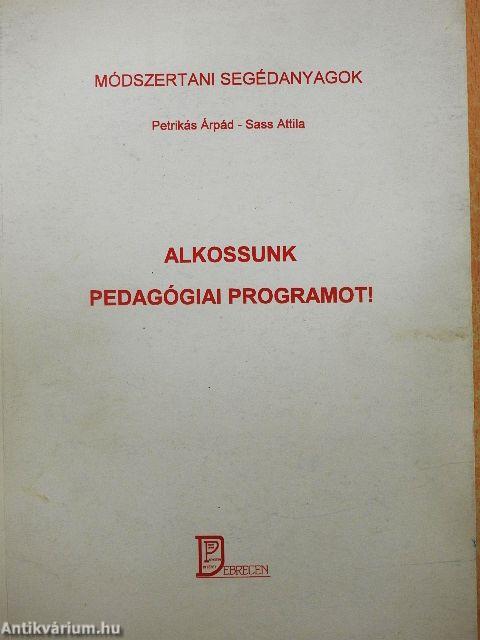 MÓDSZERTANI SEGÉDANYAGOK
Petrikás Árpád - Sass Attila
ALKOSSUNK
PEDAGÓGIAI PROGRAMOT!
DEBRECEN
Antikvárium.hu